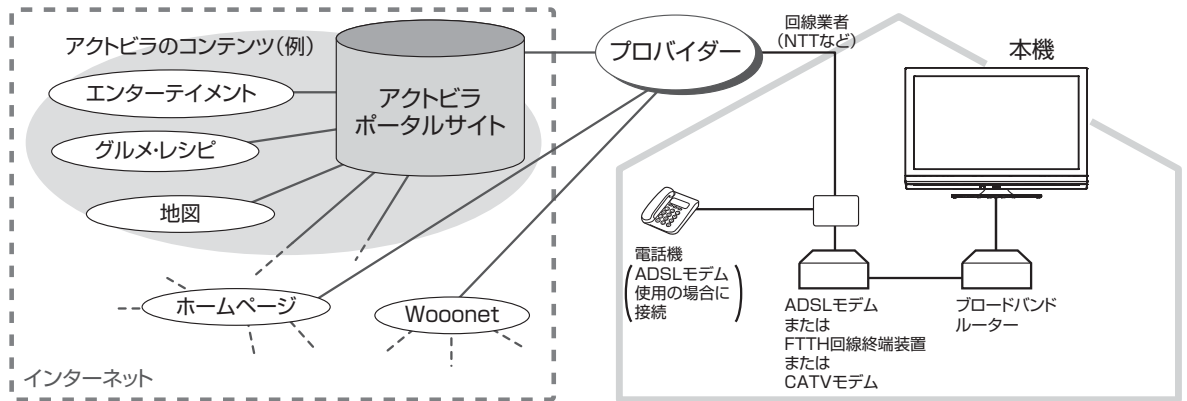 アクトビラのコンテンツ(例)
エンターテイメント
グルメ・レシピ
地図
アクトビラ
ポータルサイト
ホームページ
Wooonet
インターネット
プロバイダー
回線業者
(NTTなど)
本機
電話機
(ADSLモデム
使用の場合に
接続)
ADSLモデム
または
FTTH回線終端装置
または
CATVモデム
ブロードバンド
ルーター